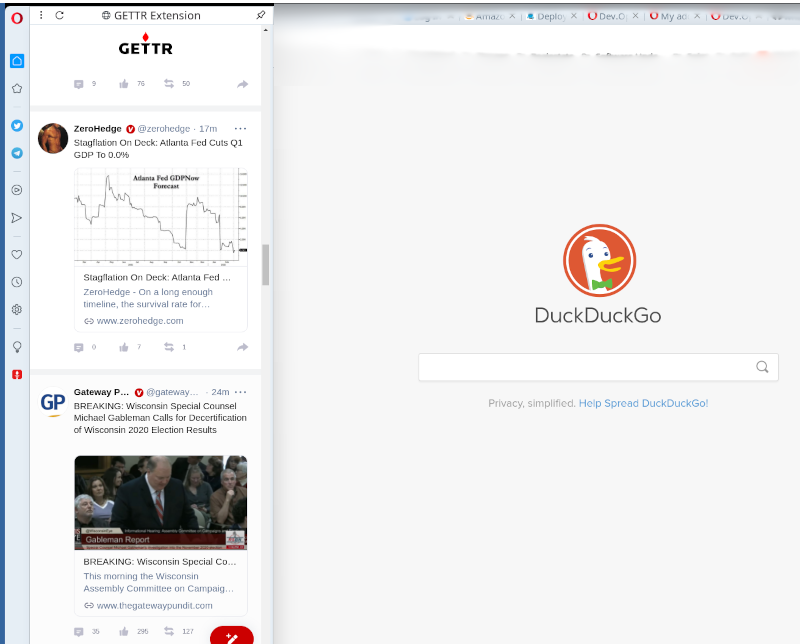 GETTR Extension
GETTR
9 76 50
ZeroHedge @zerohedge · 17m
Stagflation On Deck: Atlanta Fed Cuts Q1
GDP To 0.0%
Atlanta Fed GDPNow
Forecast
Stagflation On Deck: Atlanta Fed ...
ZeroHedge - On a long enough
timeline, the survival rate for...
www.zerohedge.com
0 7 1
Gateway P... @gateway... · 24m
GP
BREAKING: Wisconsin Special Counsel
Michael Gableman Calls for Decertification
of Wisconsin 2020 Election Results
Gableman Report
BREAKING: Wisconsin Special Co...
This morning the Wisconsin
Assembly Committee on Campaig...
www.thegatewaypundit.com
35 295 127
Amaz
Deplo
Dev.O
My ad
Dev.O
DuckDuckGo
Privacy, simplified. Help Spread DuckDuckGo!